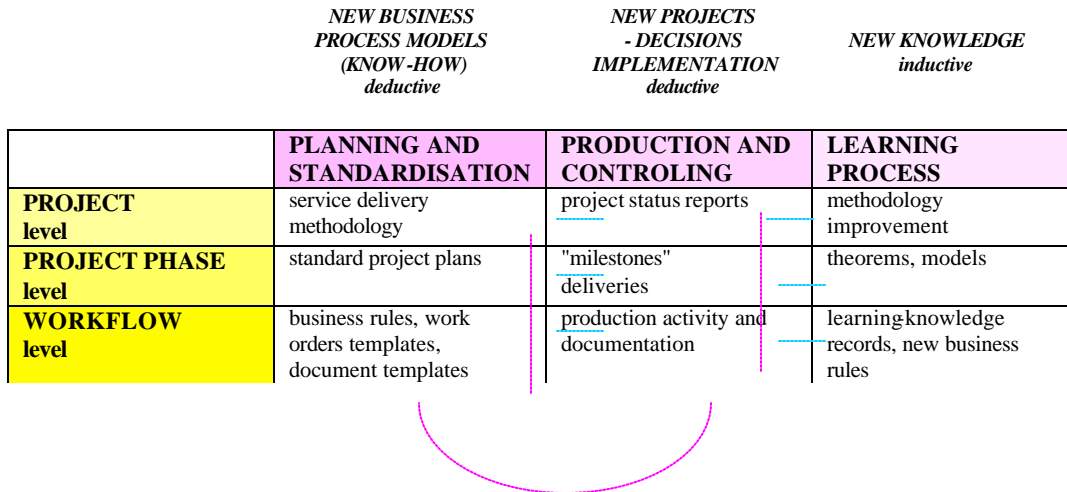 NEW BUSINESS
PROCESS MODELS
(KNOW-HOW)
deductive
NEW PROJECTS
- DECISIONS
IMPLEMENTATION
deductive
NEW KNOWLEDGE
inductive
PLANNING AND
STANDARDISATION
PRODUCTION AND
CONTROLING
LEARNING
PROCESS
PROJECT
level
service delivery
methodology
project status reports
methodology
improvement
PROJECT PHASE
level
standard project plans
"milestones"
deliveries
theorems, models
WORKFLOW
level
business rules, work
orders templates,
document templates
production activity and
documentation
learning-knowledge
records, new business
rules